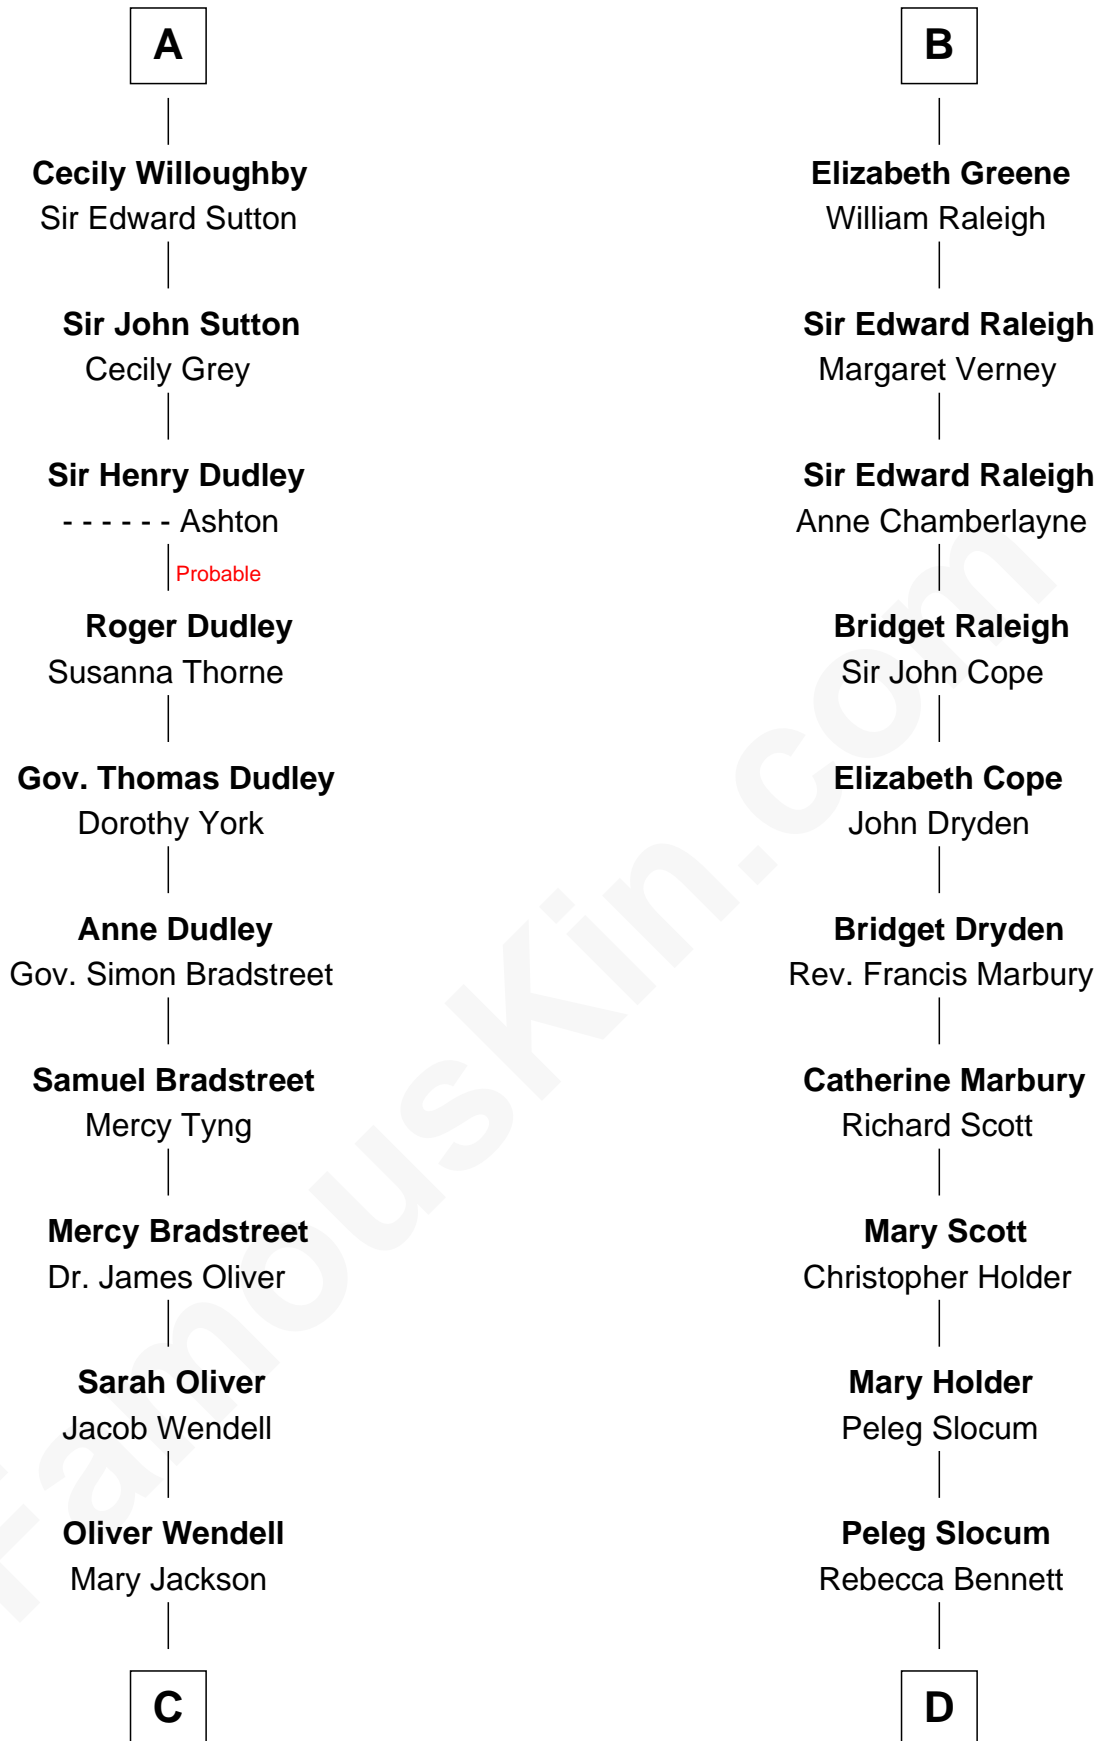 A
Cecily Willoughby
Sir Edward Sutton
Sir John Sutton
Cecily Grey
Sir Henry Dudley
- - - - - - Ashton
Probable
Roger Dudley
Susanna Thorne
Gov. Thomas Dudley
Dorothy York
Anne Dudley
Gov. Simon Bradstreet
Samuel Bradstreet
Mercy Tyng
Mercy Bradstreet
Dr. James Oliver
Sarah Oliver
Jacob Wendell
Oliver Wendell
Mary Jackson
C
B
Elizabeth Greene
William Raleigh
Sir Edward Raleigh
Margaret Verney
Sir Edward Raleigh
Anne Chamberlayne
Bridget Raleigh
Sir John Cope
Elizabeth Cope
John Dryden
Bridget Dryden
Rev. Francis Marbury
Catherine Marbury
Richard Scott
Mary Scott
Christopher Holder
Mary Holder
Peleg Slocum
Peleg Slocum
Rebecca Bennett
D
FamousKin.com